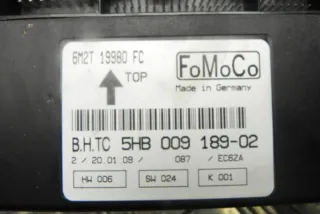 6M2T 19980 FC
TOP
FoMoCo
Made in Germany
B.H.TC 5HB 009 189-02
2 / 20.01.09 / 087 / EC6ZA
HW 006 SW 024 K 001